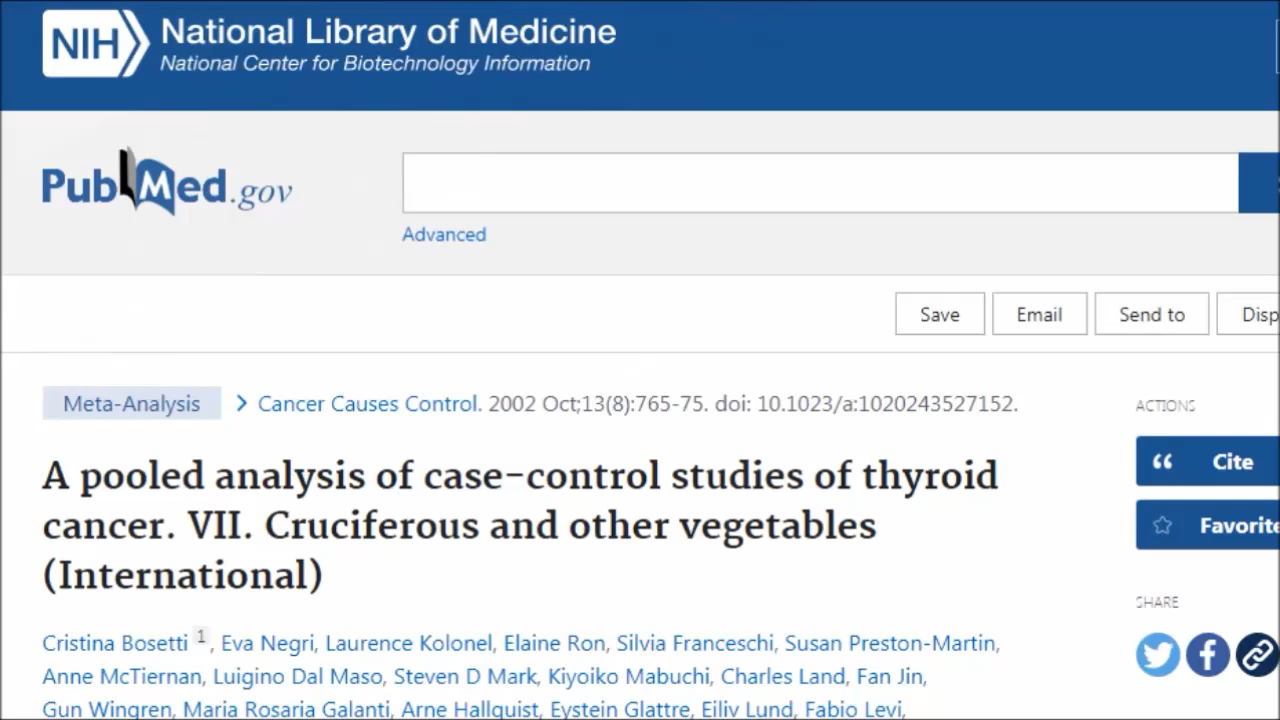 NIH National Library of Medicine
National Center for Biotechnology Information
PubMed.gov
Advanced
Save Email Send to Disp
Meta-Analysis > Cancer Causes Control. 2002 Oct;13(8):765-75. doi: 10.1023/a:1020243527152.
ACTIONS
A pooled analysis of case-control studies of thyroid
cancer. VII. Cruciferous and other vegetables
(International)
Cite
Favorite
SHARE
Cristina Bosetti 1, Eva Negri, Laurence Kolonel, Elaine Ron, Silvia Franceschi, Susan Preston-Martin,
Anne McTiernan, Luigino Dal Maso, Steven D Mark, Kiyoiko Mabuchi, Charles Land, Fan Jin,
Gun Wingren, Maria Rosaria Galanti, Arne Hallquist, Eystein Glattre, Eiliv Lund, Fabio Levi,